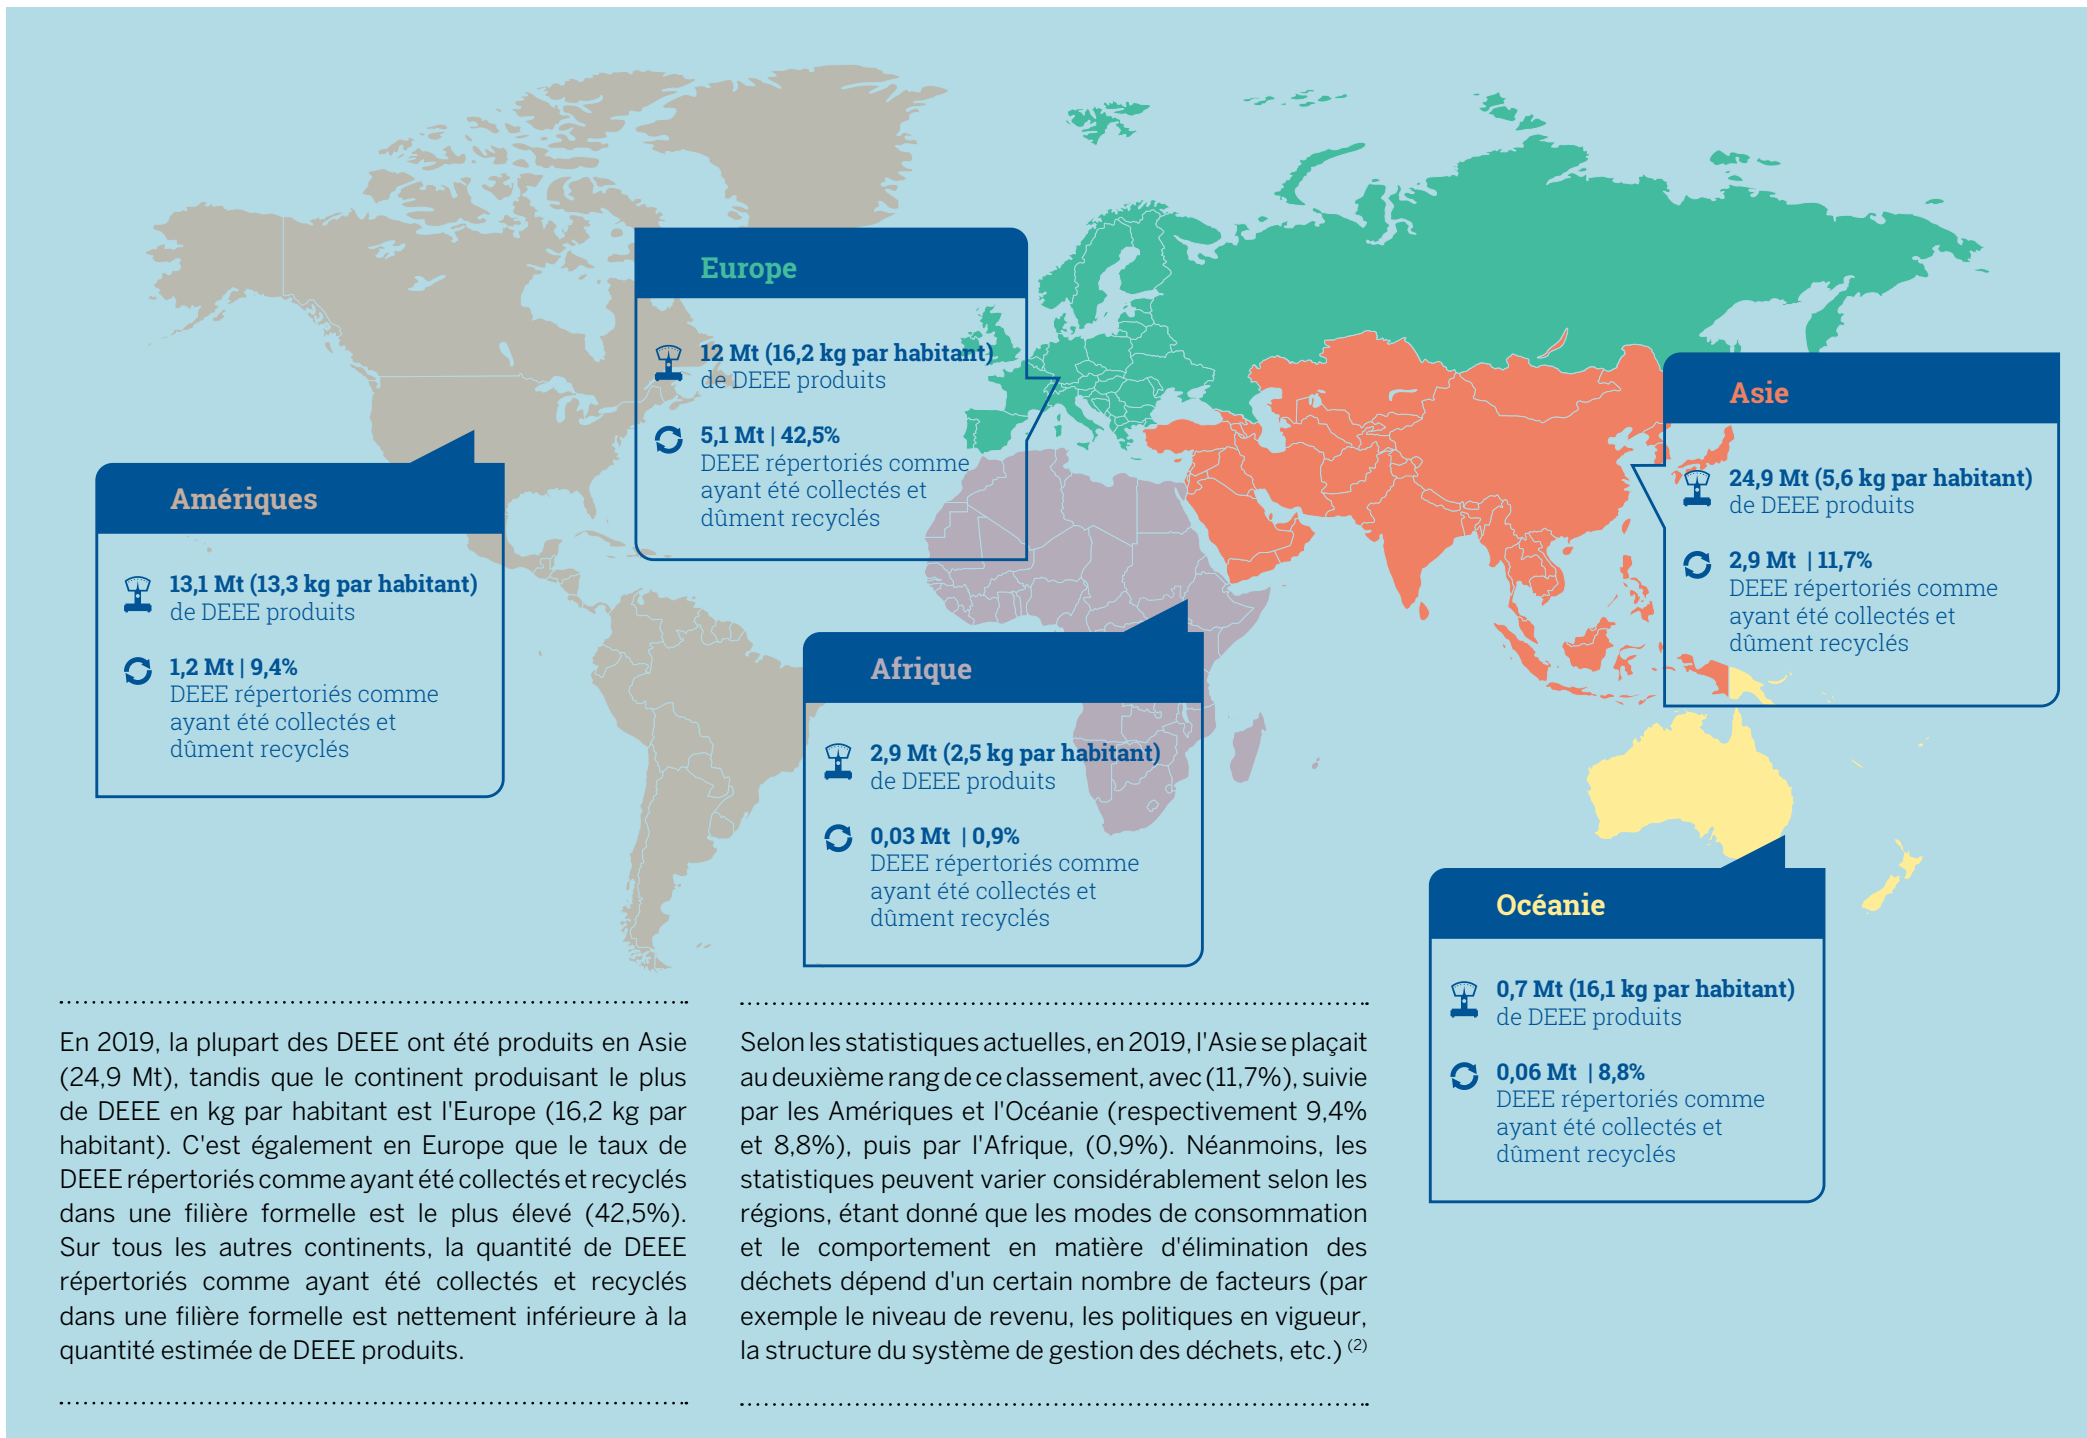 Europe
12 Mt (16,2 kg par habitant)
de DEEE produits
5,1 Mt | 42,5%
DEEE répertoriés comme
ayant été collectés et
dûment recyclés
Asie
24,9 Mt (5,6 kg par habitant)
de DEEE produits
2,9 Mt | 11,7%
DEEE répertoriés comme
ayant été collectés et
dûment recyclés
Amériques
13,1 Mt (13,3 kg par habitant)
de DEEE produits
1,2 Mt | 9,4%
DEEE répertoriés comme
ayant été collectés et
dûment recyclés
Afrique
2,9 Mt (2,5 kg par habitant)
de DEEE produits
0,03 Mt | 0,9%
DEEE répertoriés comme
ayant été collectés et
dûment recyclés
Océanie
0,7 Mt (16,1 kg par habitant)
de DEEE produits
0,06 Mt | 8,8%
DEEE répertoriés comme
ayant été collectés et
dûment recyclés
En 2019, la plupart des DEEE ont été produits en Asie
(24,9 Mt), tandis que le continent produisant le plus
de DEEE en kg par habitant est l'Europe (16,2 kg par
habitant). C'est également en Europe que le taux de
DEEE répertoriés comme ayant été collectés et recyclés
dans une filière formelle est le plus élevé (42,5%).
Sur tous les autres continents, la quantité de DEEE
répertoriés comme ayant été collectés et recyclés
dans une filière formelle est nettement inférieure à la
quantité estimée de DEEE produits.
Selon les statistiques actuelles, en 2019, l'Asie se plaçait
au deuxième rang de ce classement, avec (11,7%), suivie
par les Amériques et l'Océanie (respectivement 9,4%
et 8,8%), puis par l'Afrique, (0,9%). Néanmoins, les
statistiques peuvent varier considérablement selon les
régions, étant donné que les modes de consommation
et le comportement en matière d'élimination des
déchets dépend d'un certain nombre de facteurs (par
exemple le niveau de revenu, les politiques en vigueur,
la structure du système de gestion des déchets, etc.) (2)